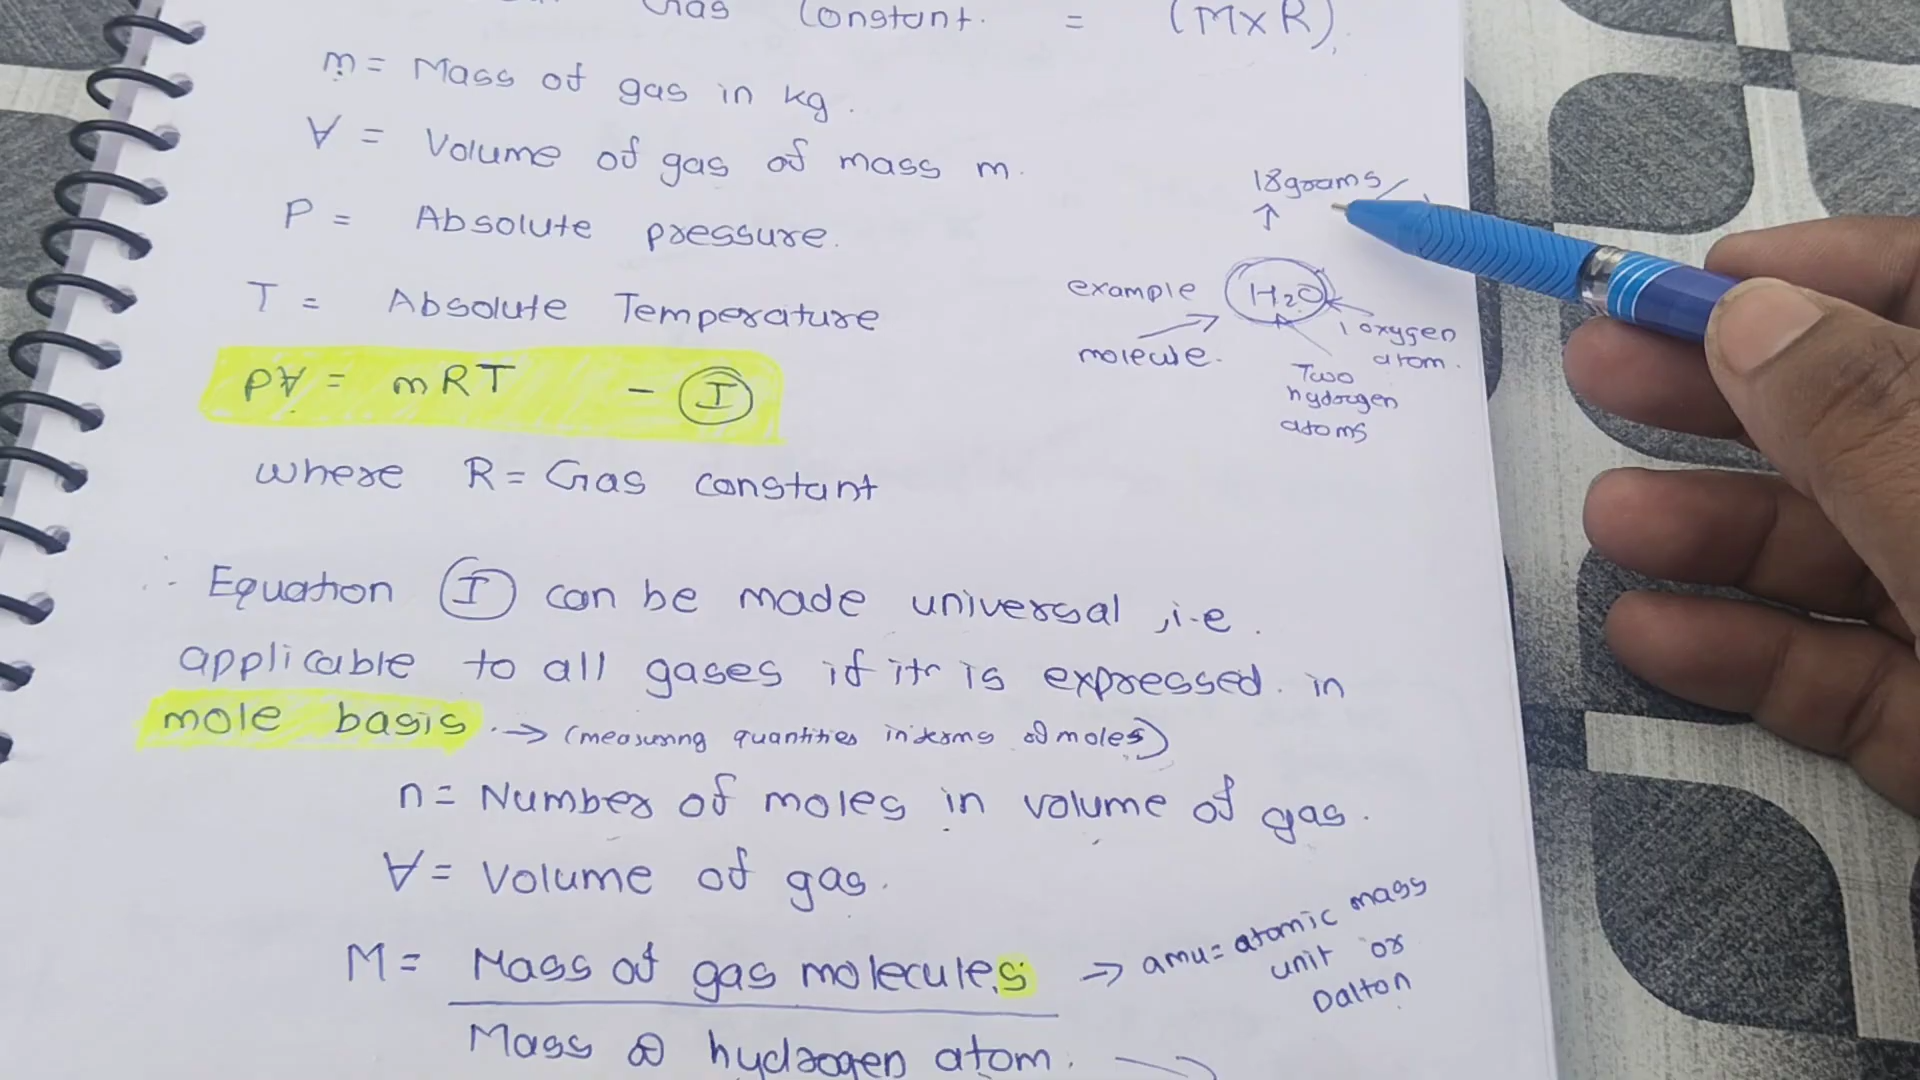 Gas Constant. = (M×R).
m = Mass of gas in kg.
∀ = Volume of gas of mass m.
P = Absolute pressure.
T = Absolute Temperature
P∀ = mRT - I
where R = Gas constant
18grams/
↑
example H₂O
molecule.
1 oxygen
atom.
Two
hydrogen
atoms
∴ Equation I can be made universal, i.e.
applicable to all gases if it is expressed. in
mole basis. → (measuring quantities in terms of moles)
n = Number of moles in volume of gas.
∀ = Volume of gas.
M = Mass of gas molecules → amu = atomic mass
unit or
Dalton
Mass of hydrogen atom. →